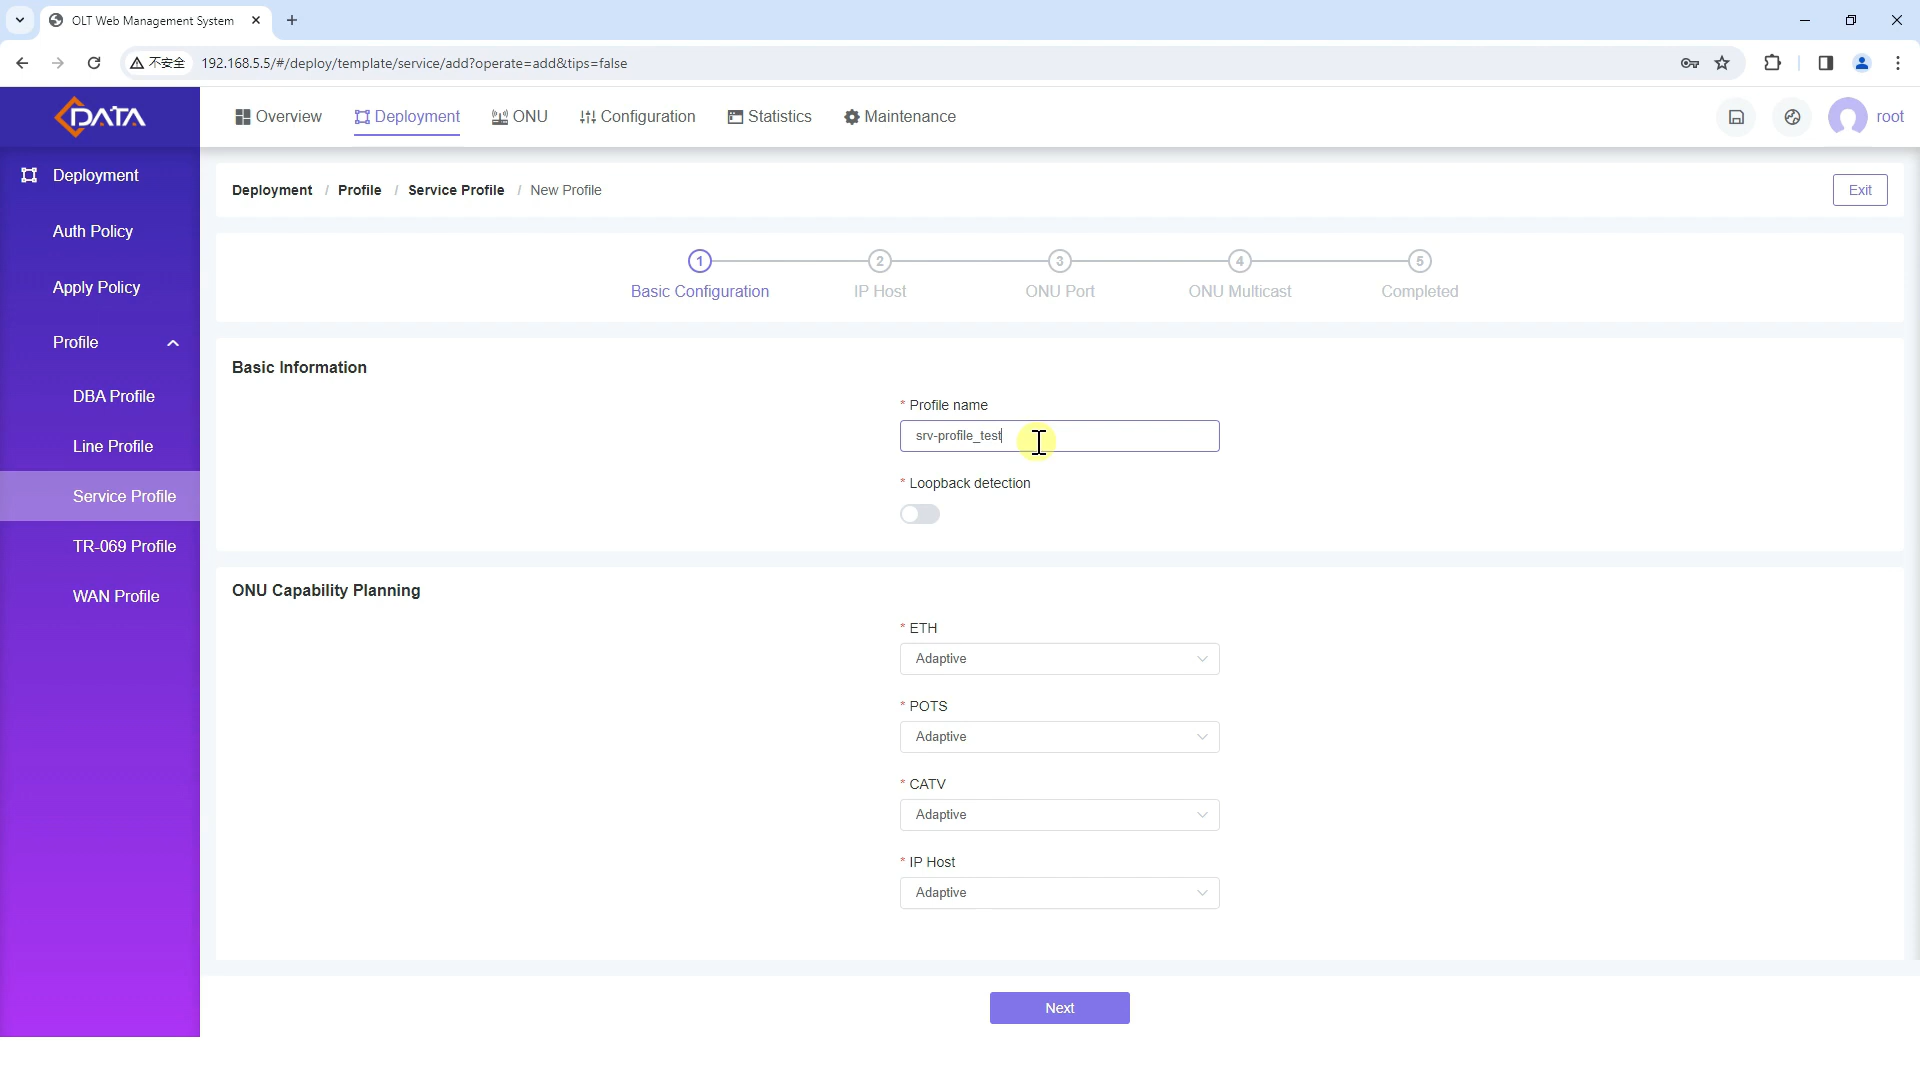 OLT Web Management System
不安全
192.168.5.5/#/deploy/template/service/add?operate=add&tips=false
DATA
Overview
Deployment
ONU
Configuration
Statistics
Maintenance
root
Deployment
Auth Policy
Apply Policy
Profile
DBA Profile
Line Profile
Service Profile
TR-069 Profile
WAN Profile
Deployment / Profile / Service Profile / New Profile
Exit
1 2 3 4 5
Basic Configuration IP Host ONU Port ONU Multicast Completed
Basic Information
* Profile name
srv-profile_test
* Loopback detection
ONU Capability Planning
* ETH
Adaptive
* POTS
Adaptive
* CATV
Adaptive
* IP Host
Adaptive
Next